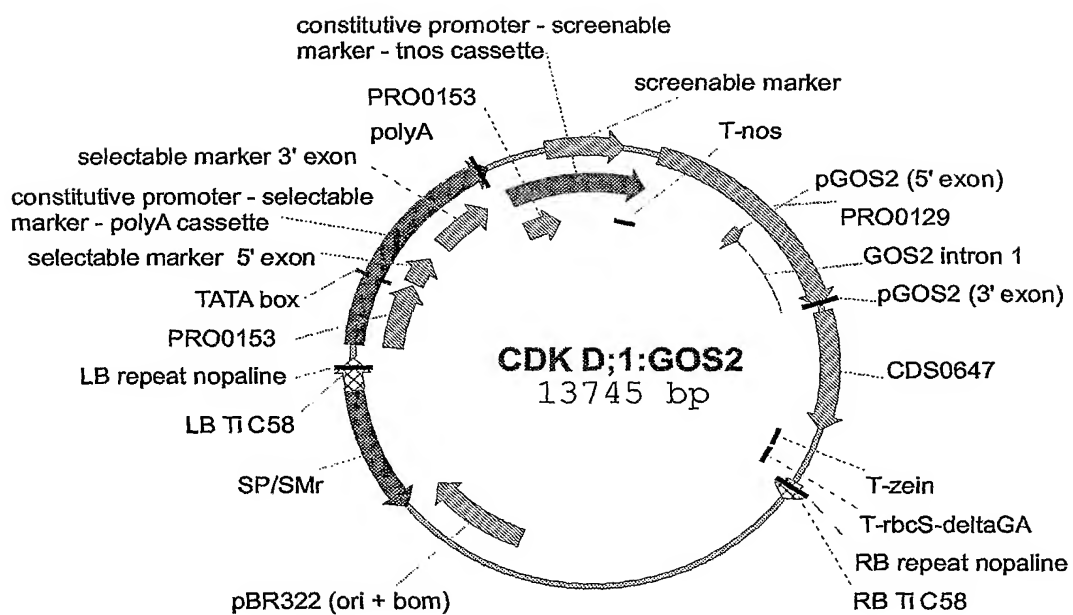 constitutive promoter - screenable
marker - tnos cassette
PRO0153
polyA
screenable marker
T-nos
selectable marker 3' exon
constitutive promoter - selectable
marker - polyA cassette
selectable marker 5' exon
TATA box
PRO0153
LB repeat nopaline
LB Ti C58
SP/SMr
pBR322 (ori + bom)
pGOS2 (5' exon)
PRO0129
GOS2 intron 1
pGOS2 (3' exon)
CDS0647
T-zein
T-rbcS-deltaGA
RB repeat nopaline
RB Ti C58
CDK D;1:GOS2
13745 bp